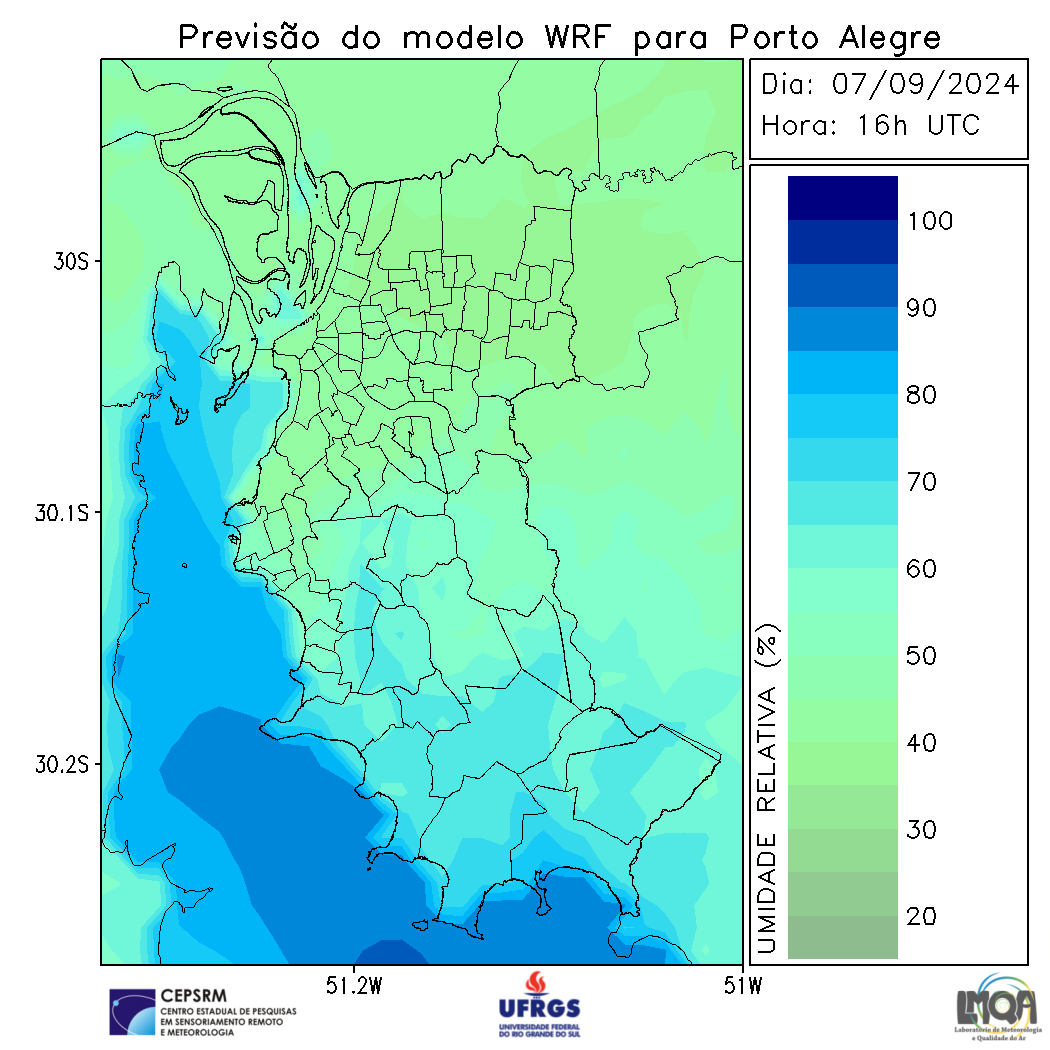 Previsão do modelo WRF para Porto Alegre
Dia: 07/09/2024
Hora: 16h UTC
30S
30.1S
30.2S
51.2W
51W
UMIDADE RELATIVA (%)
100
90
80
70
60
50
40
30
20
CEPSRM
CENTRO ESTADUAL DE PESQUISAS
EM SENSORIAMENTO REMOTO
E METEOROLOGIA
UFRGS
UNIVERSIDADE FEDERAL
DO RIO GRANDE DO SUL
LMQA
Laboratório de Meteorologia
e Qualidade do Ar